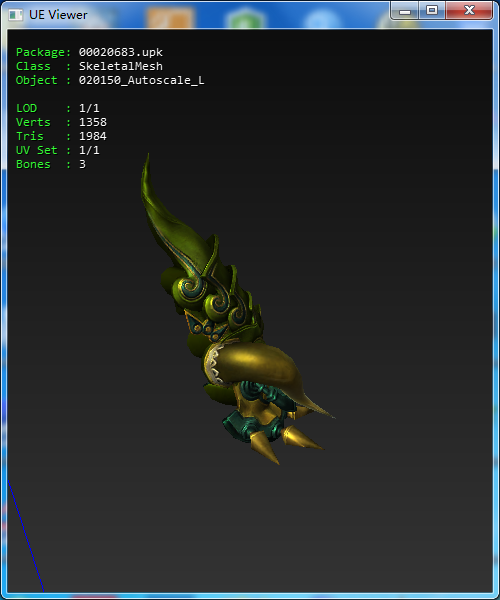 UE Viewer
Package: 00020683.upk
Class : SkeletalMesh
Object : 020150_Autoscale_L
LOD : 1/1
Verts : 1358
Tris : 1984
UV Set : 1/1
Bones : 3